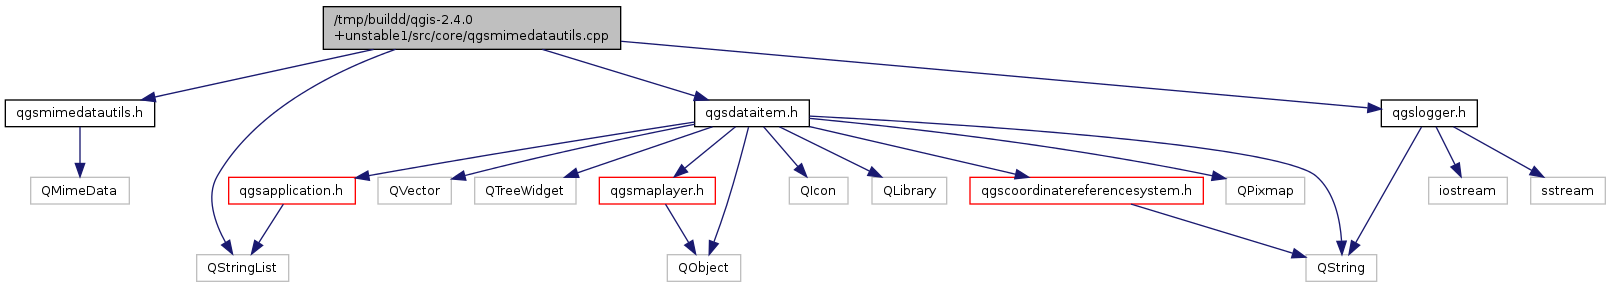 /tmp/buildd/qgis-2.4.0
+unstable1/src/core/qgsmimedatautils.cpp
qgsmimedatautils.h
qgsdataitem.h
qgslogger.h
QMimeData
qgsapplication.h
QVector
QTreeWidget
qgsmaplayer.h
QIcon
QLibrary
qgscoordinatereferencesystem.h
QPixmap
iostream
sstream
QStringList
QObject
QString